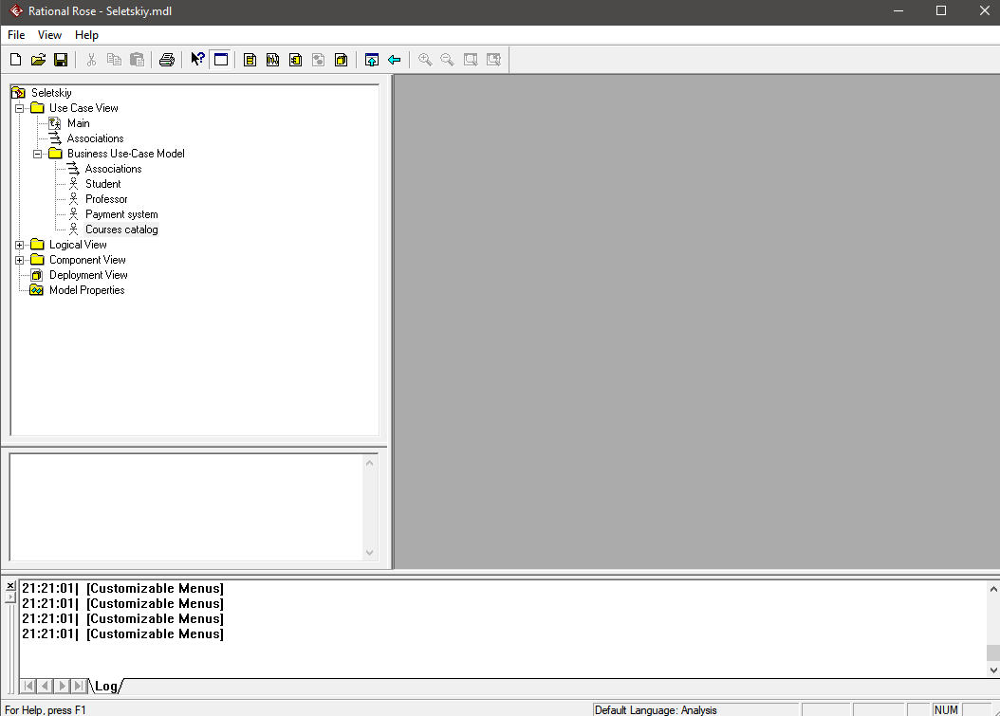 Rational Rose - Seletskiy.mdl
File View Help
Seletskiy
Use Case View
Main
Associations
Business Use-Case Model
Associations
Student
Professor
Payment system
Courses catalog
Logical View
Component View
Deployment View
Model Properties
21:21:01| [Customizable Menus]
21:21:01| [Customizable Menus]
21:21:01| [Customizable Menus]
21:21:01| [Customizable Menus]
Log
For Help, press F1 Default Language: Analysis NUM